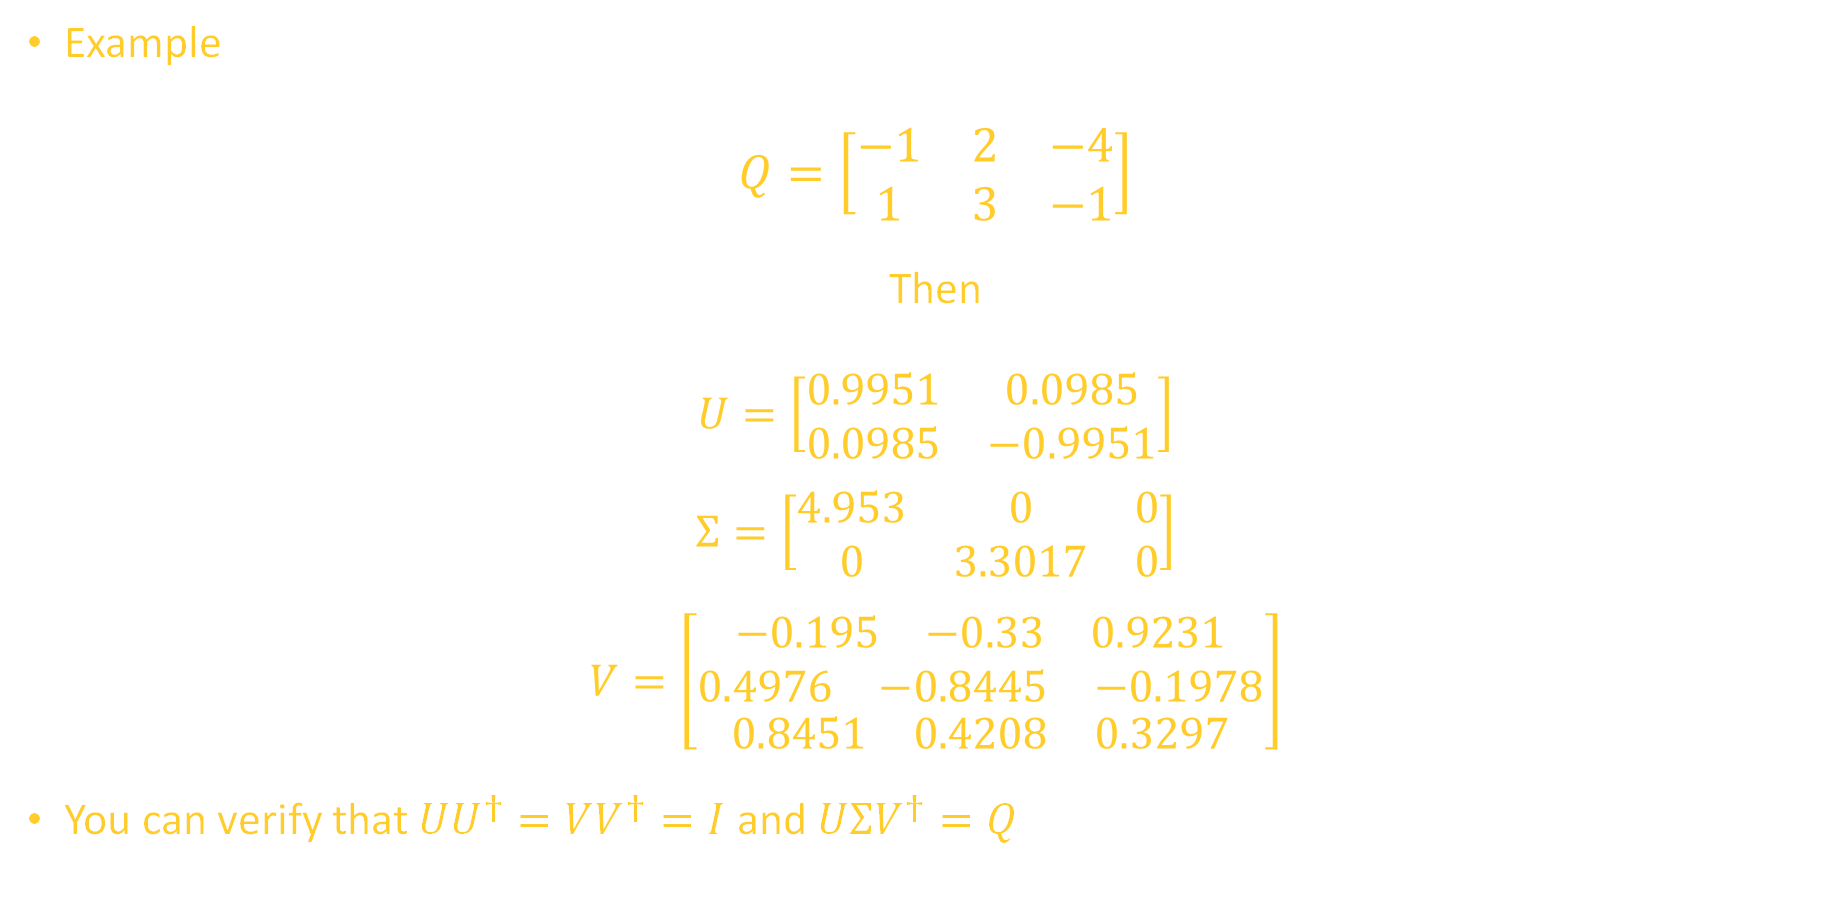 • Example
Q = [−1 2 −4
1 3 −1]
Then
U = [0.9951 0.0985
0.0985 −0.9951]
Σ = [4.953 0 0
0 3.3017 0]
V = [−0.195 −0.33 0.9231
0.4976 −0.8445 −0.1978
0.8451 0.4208 0.3297]
• You can verify that UU† = VV† = I and UΣV† = Q